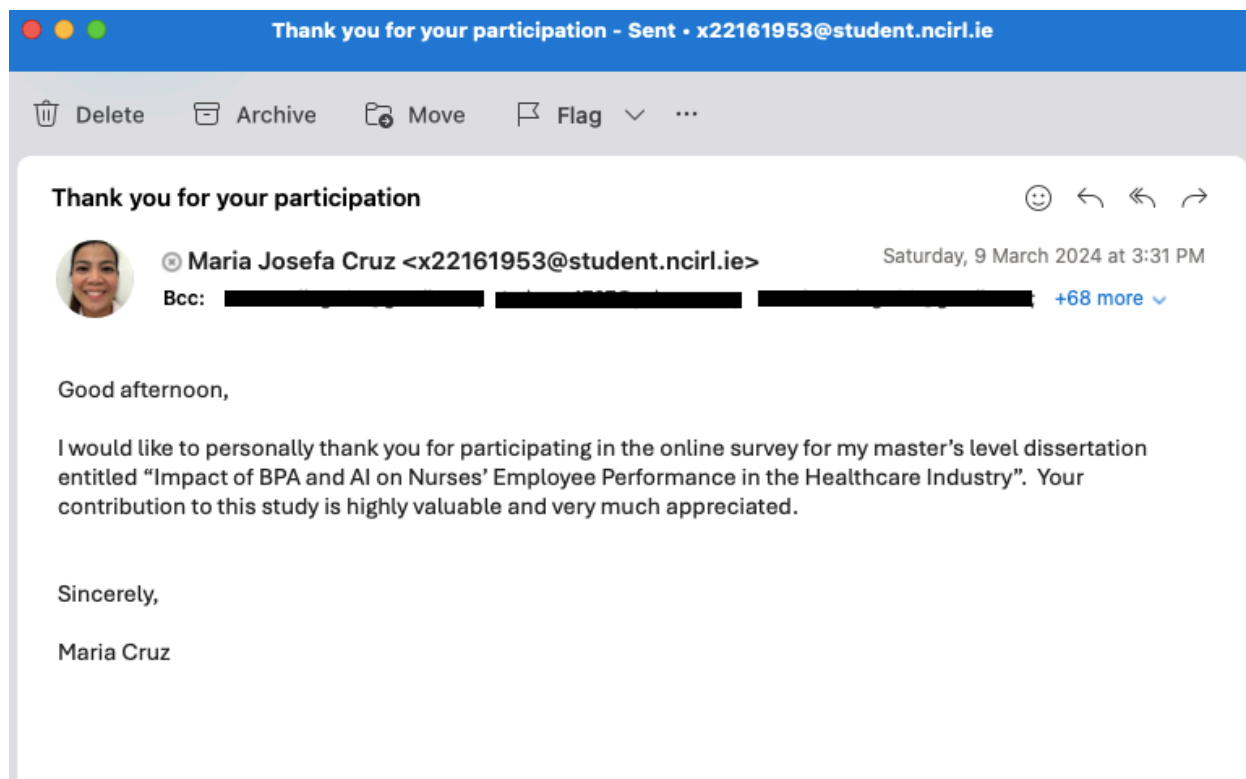 Thank you for your participation - Sent • x22161953@student.ncirl.ie
Delete Archive Move Flag ...
Thank you for your participation
Maria Josefa Cruz <x22161953@student.ncirl.ie> Saturday, 9 March 2024 at 3:31 PM
Bcc: +68 more
Good afternoon,
I would like to personally thank you for participating in the online survey for my master's level dissertation
entitled “Impact of BPA and AI on Nurses’ Employee Performance in the Healthcare Industry”. Your
contribution to this study is highly valuable and very much appreciated.
Sincerely,
Maria Cruz